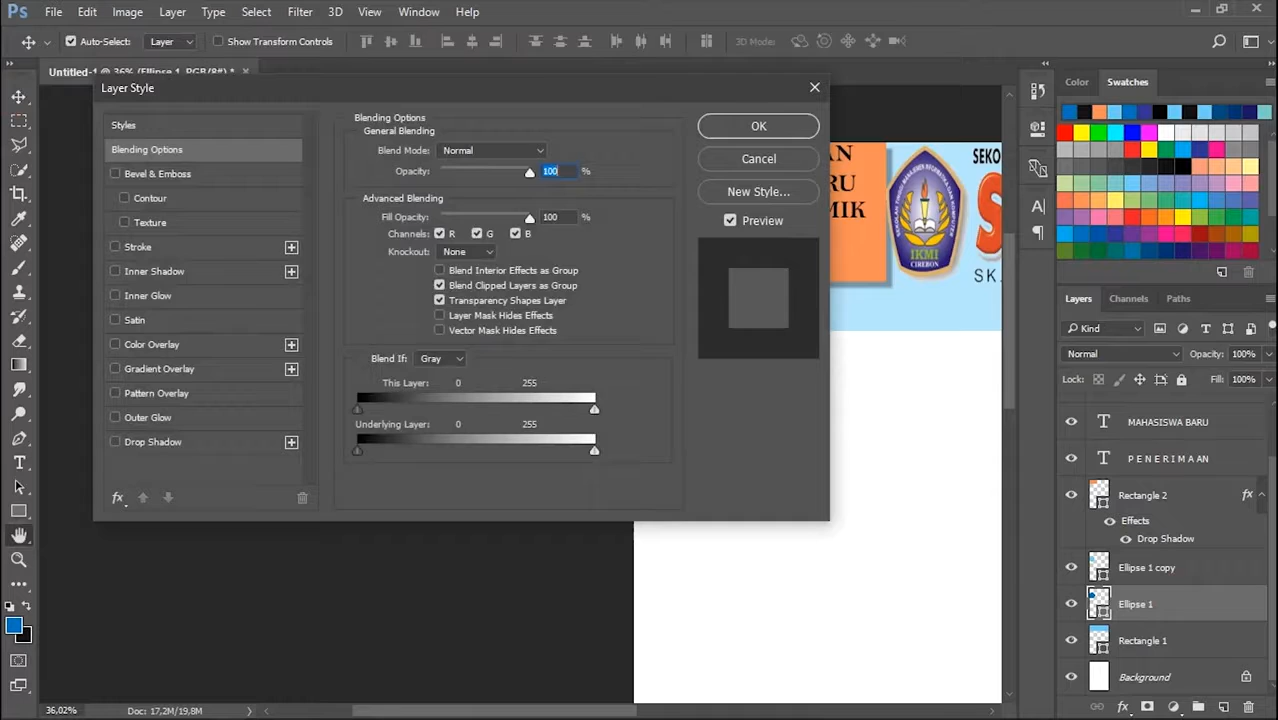 Ps File Edit Image Layer Type Select Filter 3D View Window Help
Auto-Select: Layer Show Transform Controls 3D Mode:
Untitled-1 @ 36% (Ellipse 1, RGB/8#) *
Layer Style
Styles
Blending Options
Bevel & Emboss
Contour
Texture
Stroke
Inner Shadow
Inner Glow
Satin
Color Overlay
Gradient Overlay
Pattern Overlay
Outer Glow
Drop Shadow
fx
Blending Options
General Blending
Blend Mode: Normal
Opacity: 100 %
Advanced Blending
Fill Opacity: 100 %
Channels: R G B
Knockout: None
Blend Interior Effects as Group
Blend Clipped Layers as Group
Transparency Shapes Layer
Layer Mask Hides Effects
Vector Mask Hides Effects
Blend If: Gray
This Layer: 0 255
Underlying Layer: 0 255
OK
Cancel
New Style...
Preview
AN
RU
MIK
IKMI
CIREBON
SEKO
S
SK.
Color Swatches
Layers Channels Paths
Kind
Normal Opacity: 100%
Lock: Fill: 100%
MAHASISWA BARU
P E N E R I M A A N
Rectangle 2 fx
Effects
Drop Shadow
Ellipse 1 copy
Ellipse 1
Rectangle 1
Background
fx
36,02% Doc: 17,2M/19,8M